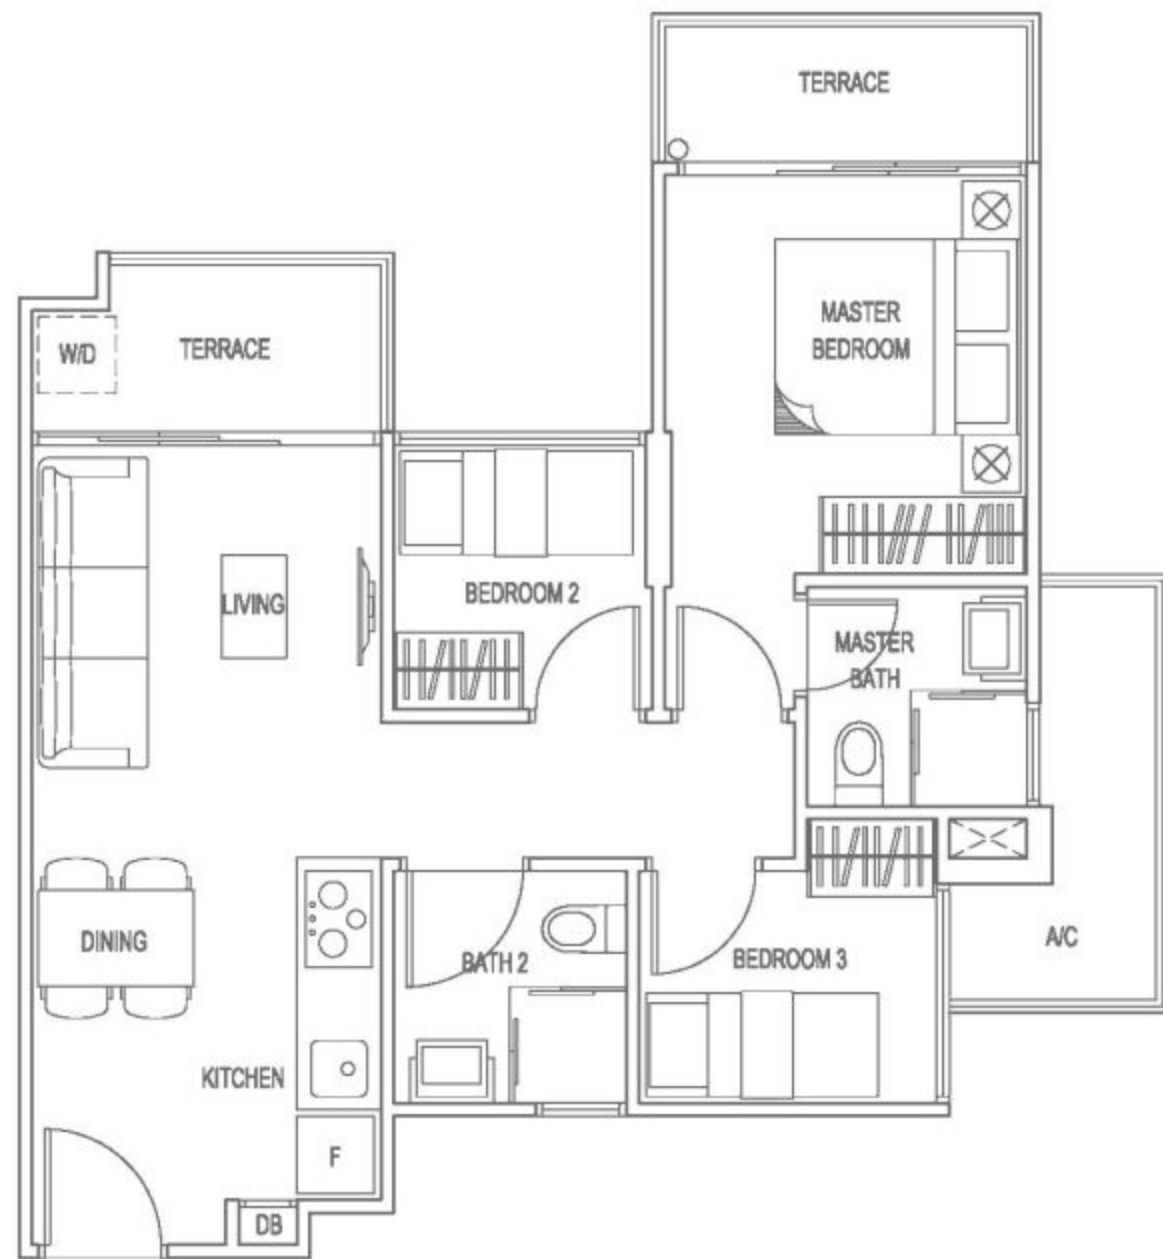 TERRACE
MASTER
BEDROOM
W/D
TERRACE
LIVING
BEDROOM 2
MASTER
BATH
DINING
BATH 2
BEDROOM 3
A/C
KITCHEN
F
DB